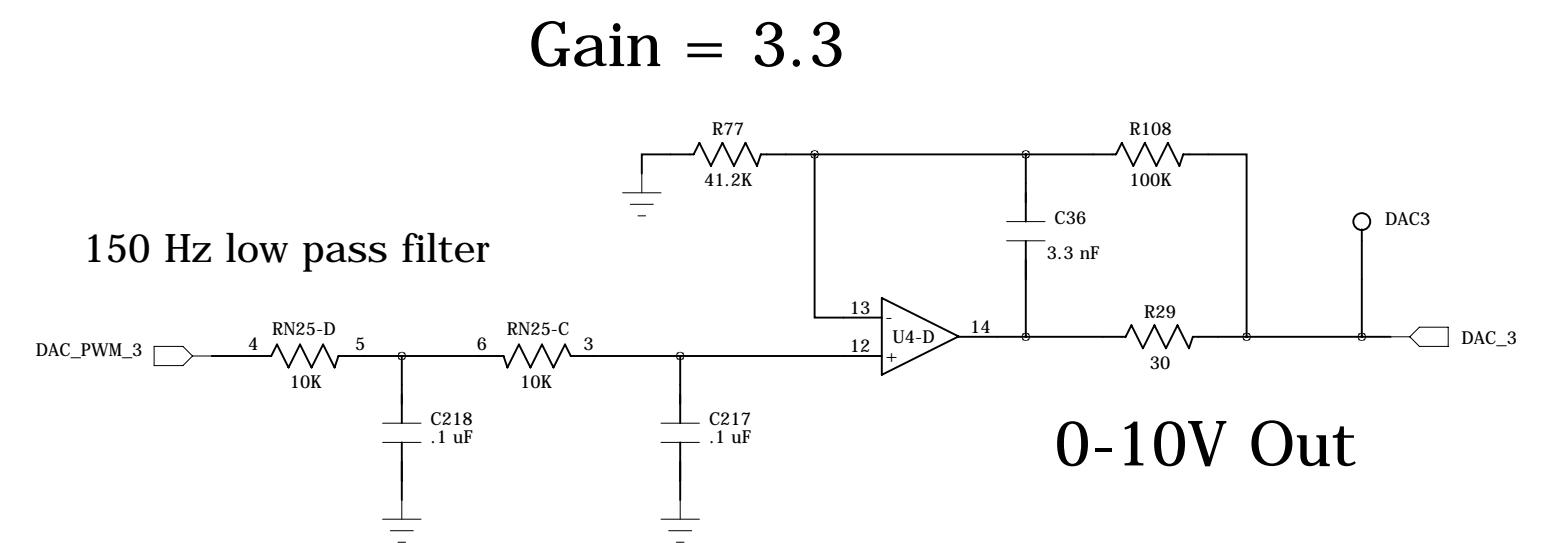 Gain = 3.3
R77
41.2K
R108
100K
C36
3.3 nF
DAC3
150 Hz low pass filter
DAC_PWM_3
4
RN25-D
5
10K
6
RN25-C
3
10K
13
-
U4-D
14
12
+
R29
30
DAC_3
C218
.1 uF
C217
.1 uF
0-10V Out